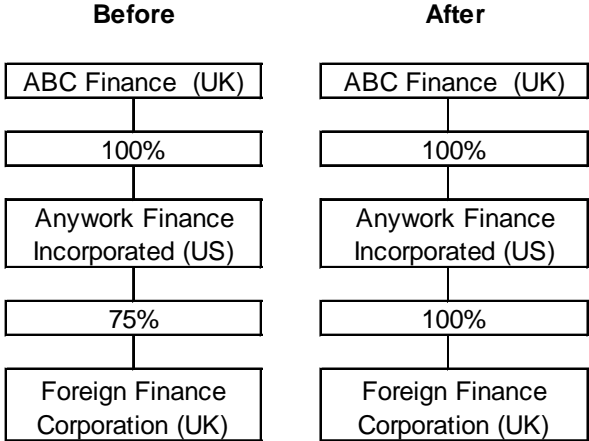 Before
After
ABC Finance (UK)
ABC Finance (UK)
100%
100%
Anywork Finance
Incorporated (US)
Anywork Finance
Incorporated (US)
75%
100%
Foreign Finance
Corporation (UK)
Foreign Finance
Corporation (UK)